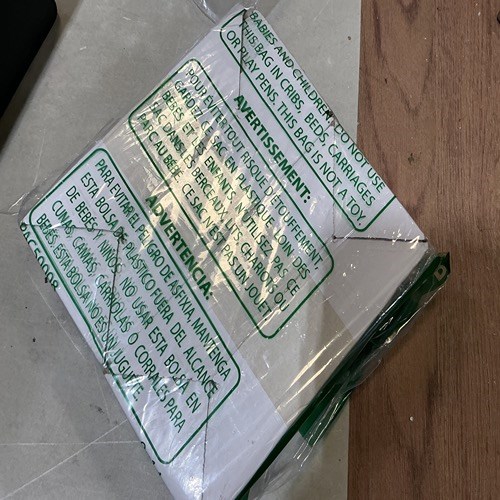 BABIES AND CHILDREN. DO NOT USE
THIS BAG IN CRIBS, BEDS, CARRIAGES
OR PLAY PENS. THIS BAG IS NOT A TOY.
AVERTISSEMENT:
POUR ÉVITER TOUT RISQUE D'ÉTOUFFEMENT,
GARDEZ CE SAC EN PLASTIQUE LOIN DES
BÉBÉS ET DES ENFANTS. N'UTILISEZ PAS CE
SAC DANS LES BERCEAUX, LITS, CHARIOTS OU
PARC AU BÉBÉ. CE SAC N'EST PAS UN JOUET
ADVERTENCIA:
PARA EVITAR EL PELIGRO DE ASFIXIA, MANTENGA
ESTA BOLSA DE PLASTICO FUERA DEL ALCANCE
DE BEBES Y NIÑOS. NO USAR ESTA BOLSA EN
CUNAS, CAMAS, CARRIOLAS O CORRALES PARA
BEBES. ESTA BOLSA NO ES UN JUGUETE